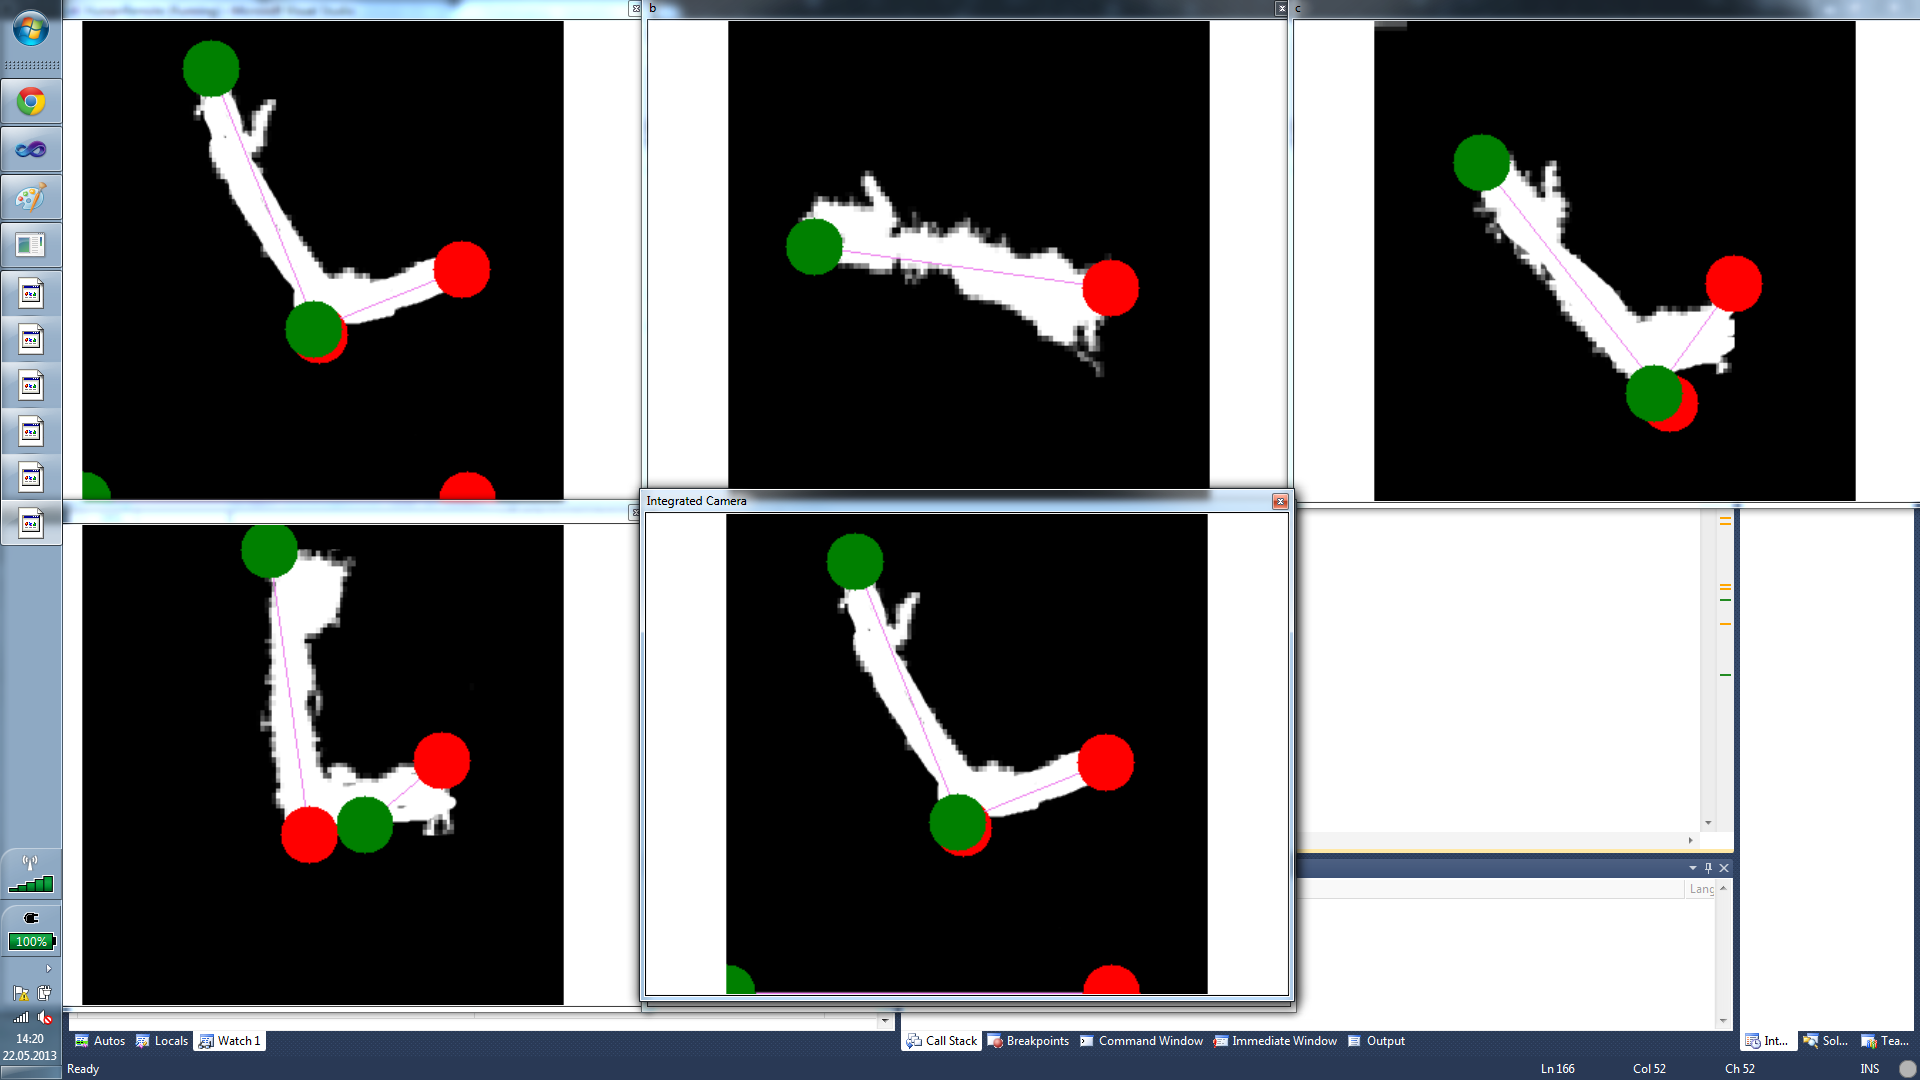 b
c
Integrated Camera
Lang
100%
14:20
22.05.2013
Autos
Locals
Watch 1
Call Stack
Breakpoints
Command Window
Immediate Window
Output
Int...
Sol...
Tea...
Ready
Ln 166
Col 52
Ch 52
INS